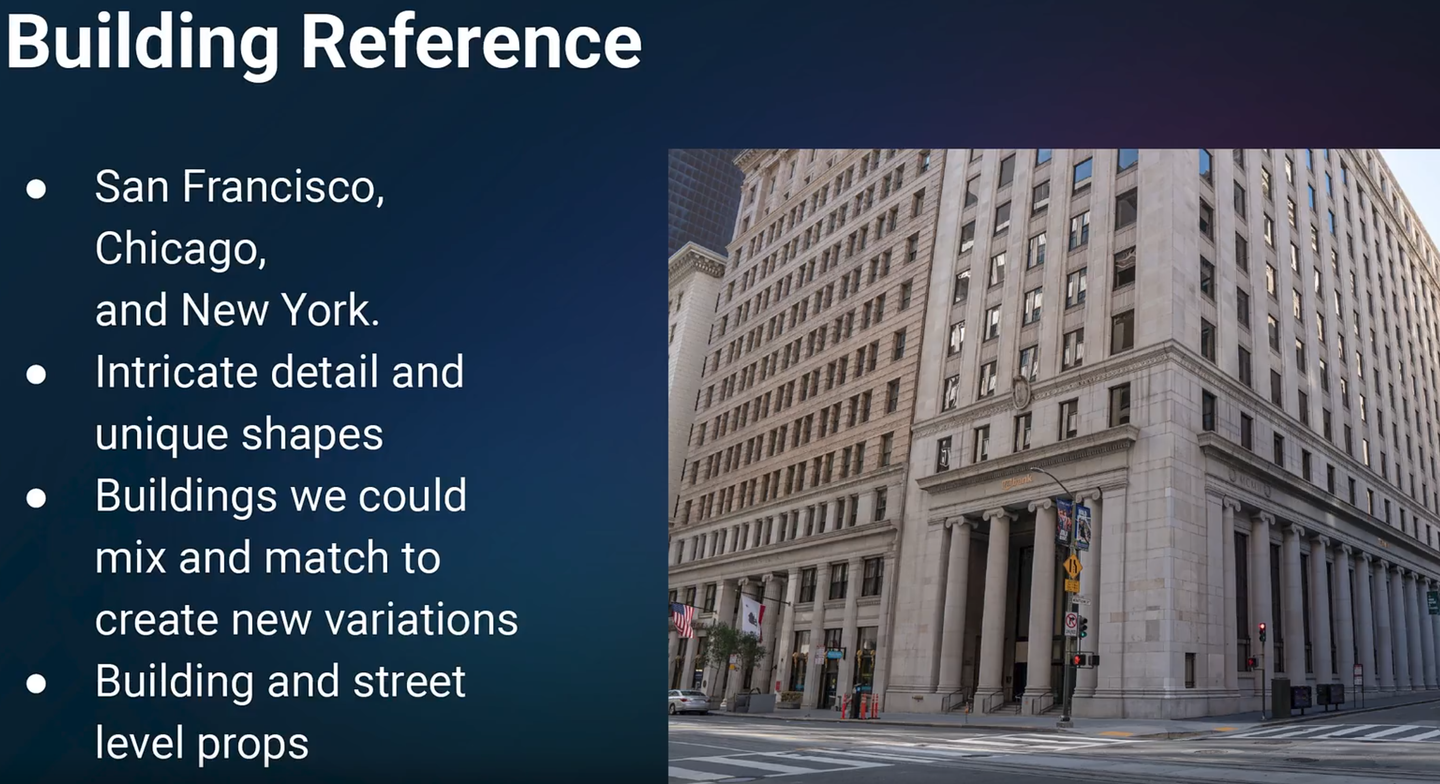 Building Reference
● San Francisco,
Chicago,
and New York.
● Intricate detail and
unique shapes
● Buildings we could
mix and match to
create new variations
● Building and street
level props